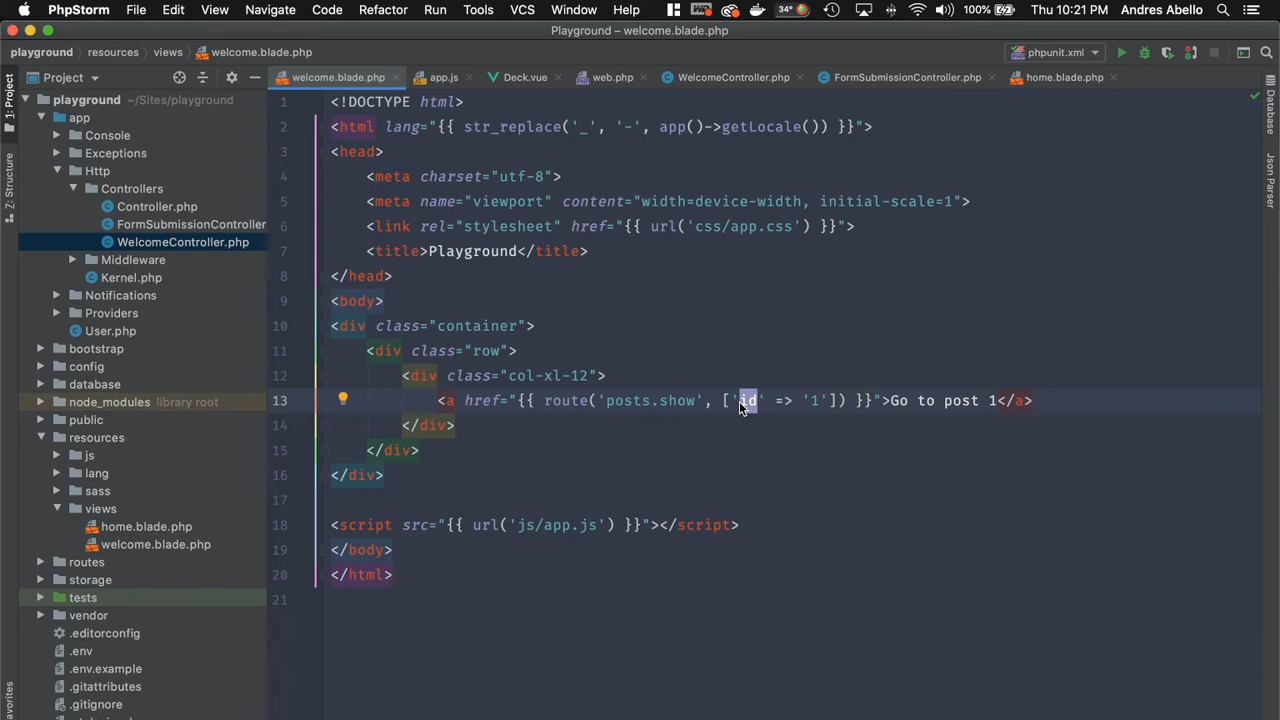 PhpStorm File Edit View Navigate Code Refactor Run Tools VCS Window Help 34° 100% Thu 10:21 PM Andres Abello
Playground – welcome.blade.php
playground resources views welcome.blade.php phpunit.xml
Project welcome.blade.php app.js Deck.vue web.php WelcomeController.php FormSubmissionController.php home.blade.php
1: Project
7: Structure
Favorites
playground ~/Sites/playground
app
Console
Exceptions
Http
Controllers
Controller.php
FormSubmissionController
WelcomeController.php
Middleware
Kernel.php
Notifications
Providers
User.php
bootstrap
config
database
node_modules library root
public
resources
js
lang
sass
views
home.blade.php
welcome.blade.php
routes
storage
tests
vendor
.editorconfig
.env
.env.example
.gitattributes
.gitignore
1 <!DOCTYPE html>
2 <html lang="{{ str_replace('_', '-', app()->getLocale()) }}">
3 <head>
4 <meta charset="utf-8">
5 <meta name="viewport" content="width=device-width, initial-scale=1">
6 <link rel="stylesheet" href="{{ url('css/app.css') }}">
7 <title>Playground</title>
8 </head>
9 <body>
10 <div class="container">
11 <div class="row">
12 <div class="col-xl-12">
13 <a href="{{ route('posts.show', ['id' => '1']) }}">Go to post 1</a>
14 </div>
15 </div>
16 </div>
17
18 <script src="{{ url('js/app.js') }}"></script>
19 </body>
20 </html>
21
Database
Json Parser